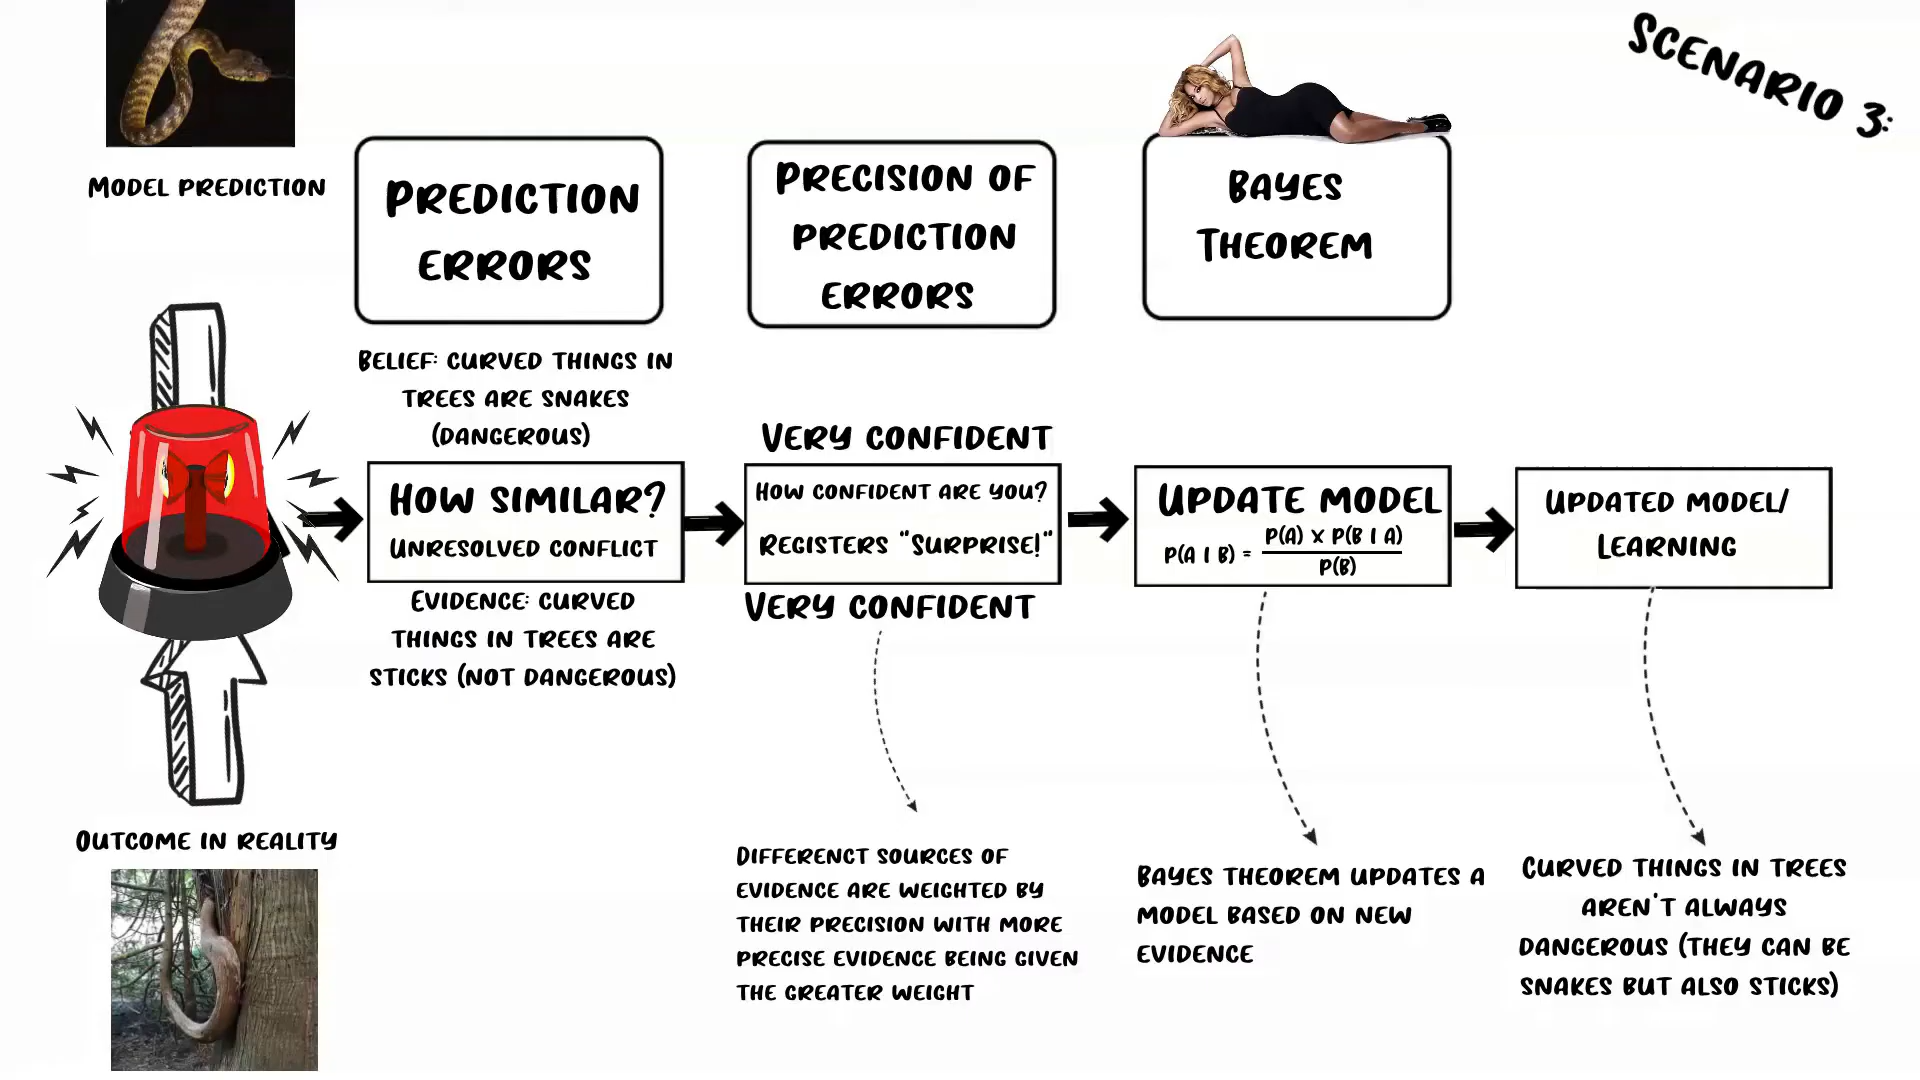 SCENARIO 3:
MODEL PREDICTION
PREDICTION
ERRORS
PRECISION OF
PREDICTION
ERRORS
BAYES
THEOREM
BELIEF: CURVED THINGS IN
TREES ARE SNAKES
(DANGEROUS)
HOW SIMILAR?
UNRESOLVED CONFLICT
EVIDENCE: CURVED
THINGS IN TREES ARE
STICKS (NOT DANGEROUS)
VERY CONFIDENT
HOW CONFIDENT ARE YOU?
REGISTERS "SURPRISE!"
VERY CONFIDENT
UPDATE MODEL
P(A | B) = P(A) x P(B | A)
P(B)
UPDATED MODEL/
LEARNING
OUTCOME IN REALITY
DIFFERENCT SOURCES OF
EVIDENCE ARE WEIGHTED BY
THEIR PRECISION WITH MORE
PRECISE EVIDENCE BEING GIVEN
THE GREATER WEIGHT
BAYES THEOREM UPDATES A
MODEL BASED ON NEW
EVIDENCE
CURVED THINGS IN TREES
AREN'T ALWAYS
DANGEROUS (THEY CAN BE
SNAKES BUT ALSO STICKS)